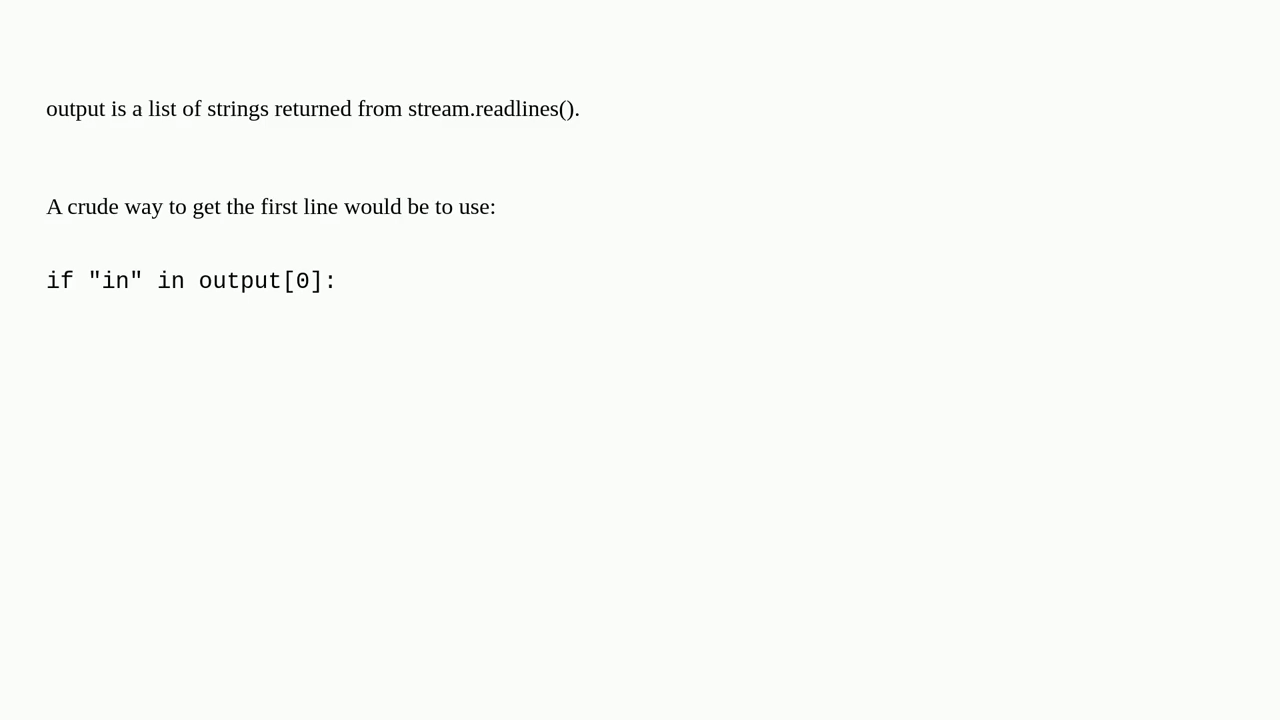 output is a list of strings returned from stream.readlines().
A crude way to get the first line would be to use:
if "in" in output[0]: